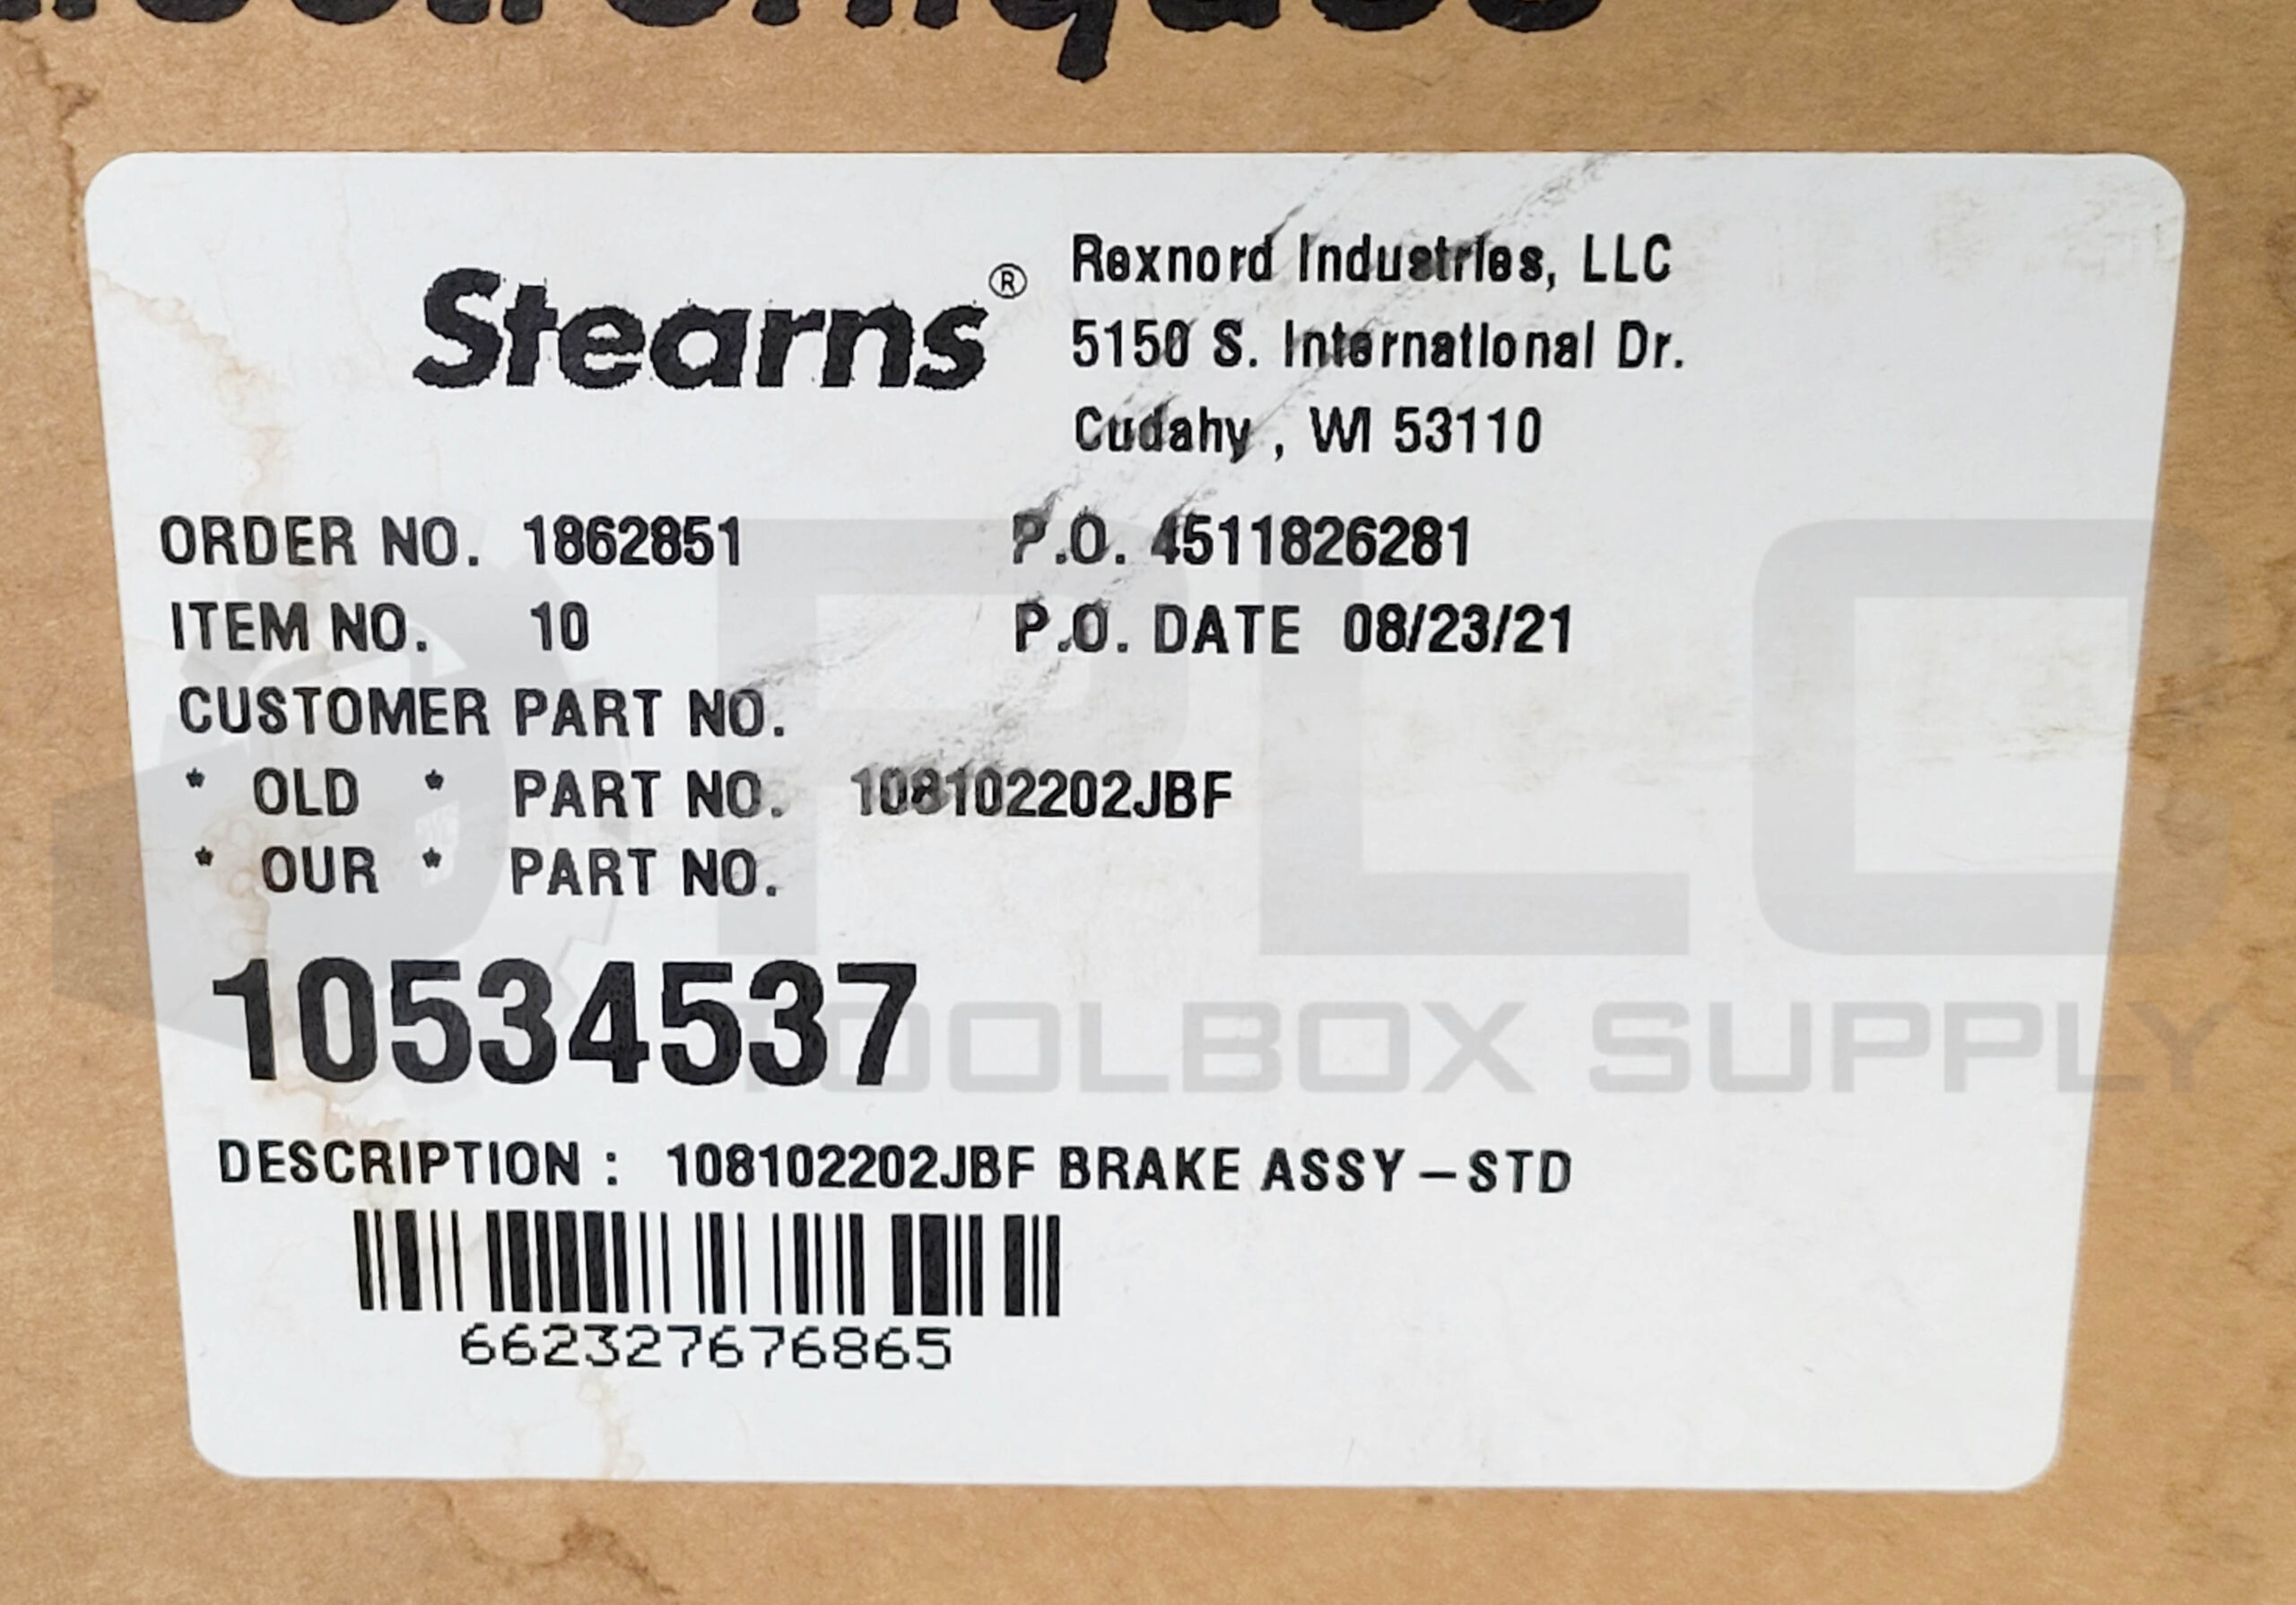 Stearns®
Rexnord Industries, LLC
5150 S. International Dr.
Cudahy , WI 53110
ORDER NO. 1862851
P.O. 4511826281
ITEM NO. 10
P.O. DATE 08/23/21
CUSTOMER PART NO.
* OLD * PART NO. 108102202JBF
* OUR * PART NO.
10534537
DESCRIPTION : 108102202JBF BRAKE ASSY – STD
662327676865
PLC
TOOLBOX SUPPLY